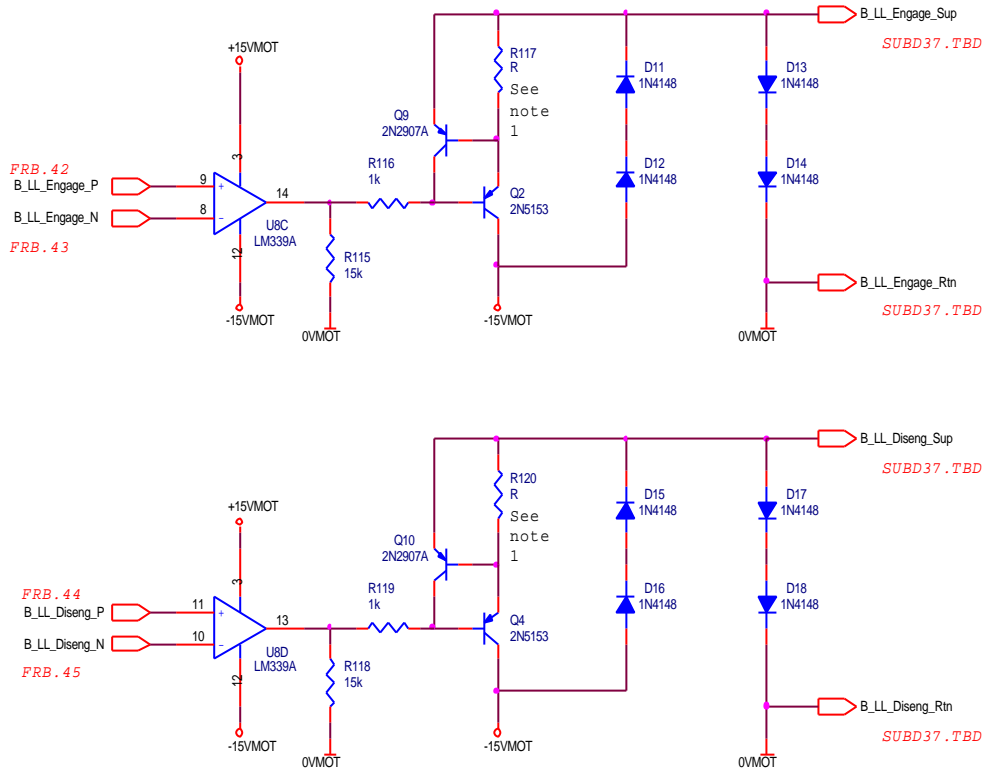 B_LL_Engage_Sup
SUBD37.TBD
+15VMOT
R117
R
See
note
1
D11
1N4148
D13
1N4148
Q9
2N2907A
3
FRB.42
B_LL_Engage_P
9
+
14
R116
1k
D12
1N4148
D14
1N4148
Q2
2N5153
B_LL_Engage_N
8
-
U8C
LM339A
FRB.43
12
R115
15k
B_LL_Engage_Rtn
SUBD37.TBD
-15VMOT
0VMOT
-15VMOT
0VMOT
B_LL_Diseng_Sup
SUBD37.TBD
+15VMOT
R120
R
See
note
1
D15
1N4148
D17
1N4148
Q10
2N2907A
3
FRB.44
B_LL_Diseng_P
11
+
13
R119
1k
D16
1N4148
D18
1N4148
Q4
2N5153
B_LL_Diseng_N
10
-
U8D
LM339A
FRB.45
12
R118
15k
B_LL_Diseng_Rtn
SUBD37.TBD
-15VMOT
0VMOT
-15VMOT
0VMOT